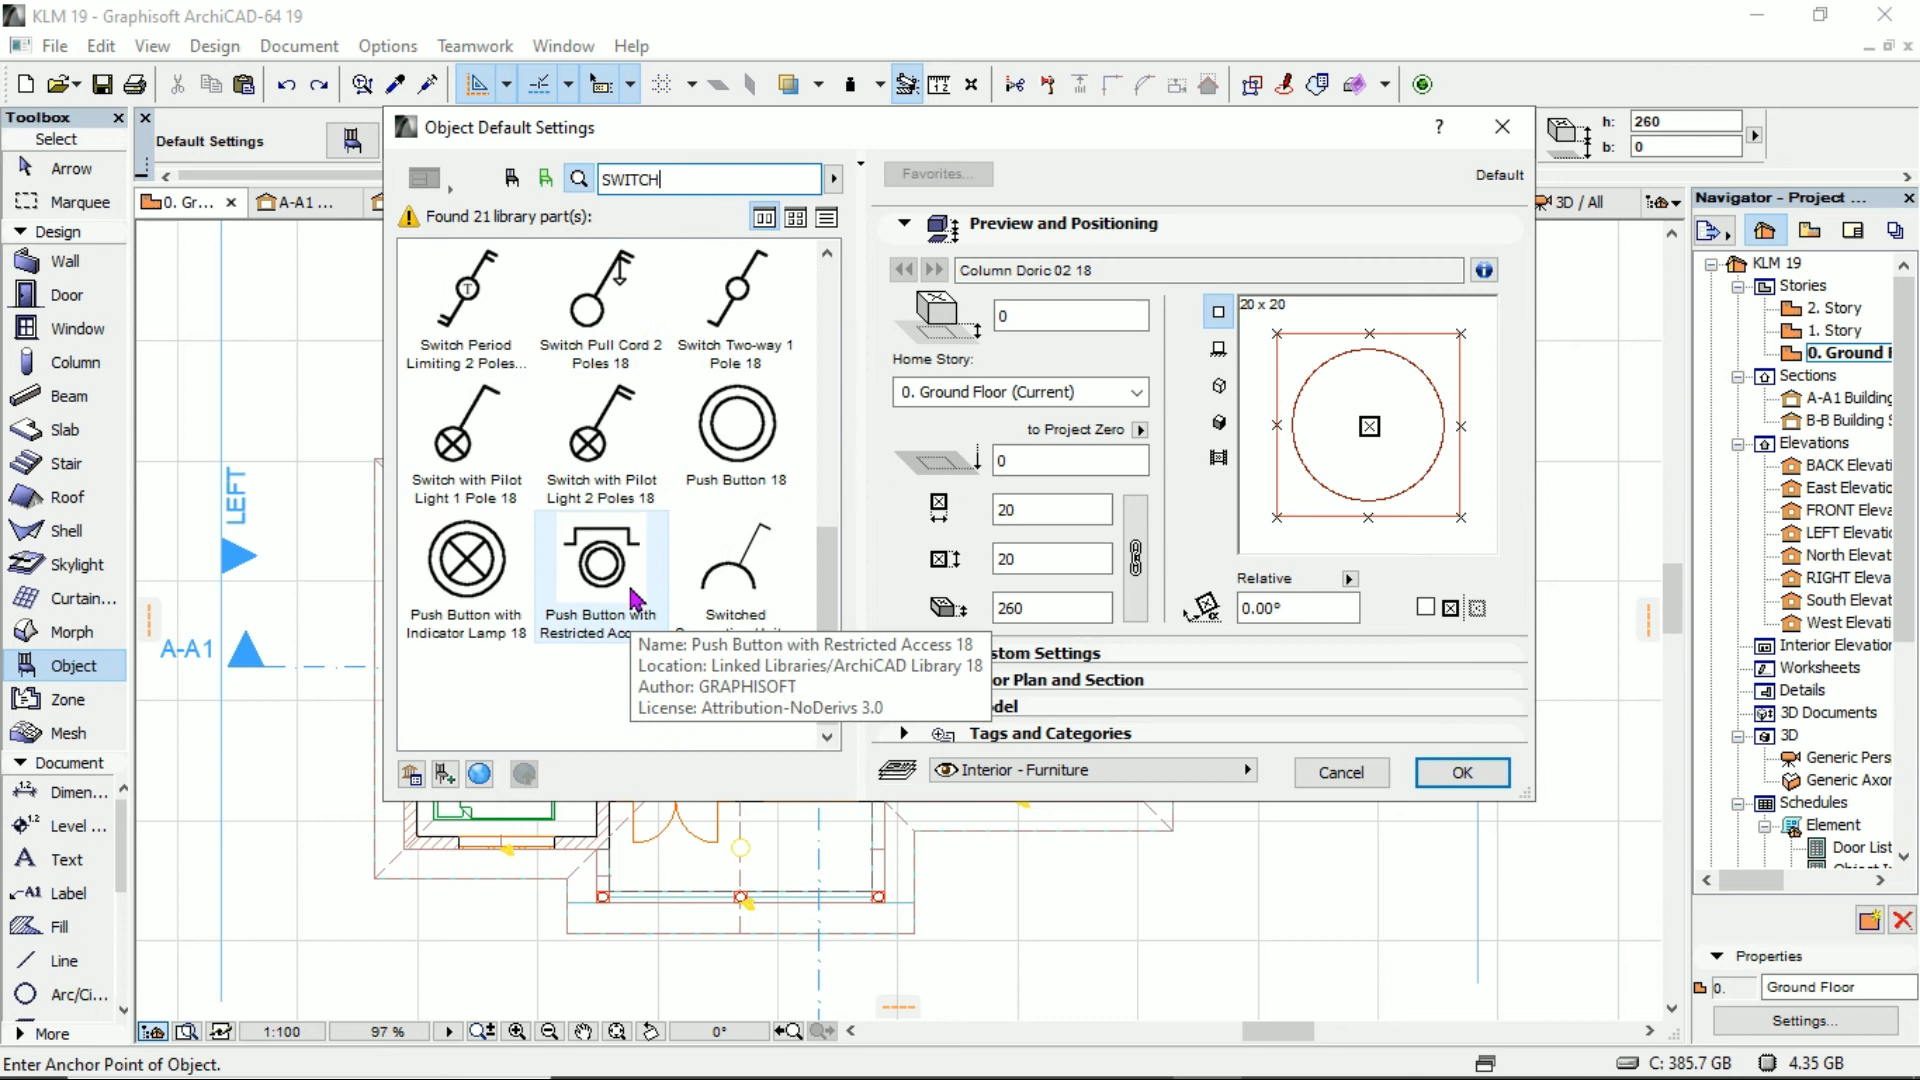 KLM 19 - Graphisoft ArchiCAD-64 19
File Edit View Design Document Options Teamwork Window Help
Toolbox
Select
Arrow
Marquee
Design
Wall
Door
Window
Column
Beam
Slab
Stair
Roof
Shell
Skylight
Curtain...
Morph
Object
Zone
Mesh
Document
Dimen...
Level ...
Text
Label
Fill
Line
Arc/Ci...
More
Default Settings
0. Gr...
A-A1 ...
LEFT
A-A1
Object Default Settings
SWITCH
Found 21 library part(s):
Switch Period
Limiting 2 Poles...
Switch Pull Cord 2
Poles 18
Switch Two-way 1
Pole 18
Switch with Pilot
Light 1 Pole 18
Switch with Pilot
Light 2 Poles 18
Push Button 18
Push Button with
Indicator Lamp 18
Push Button with
Restricted Acc
Switched
Name: Push Button with Restricted Access 18
Location: Linked Libraries/ArchiCAD Library 18
Author: GRAPHISOFT
License: Attribution-NoDerivs 3.0
Favorites...
Default
Preview and Positioning
Column Doric 02 18
0
Home Story:
0. Ground Floor (Current)
to Project Zero
0
20
20
260
20 x 20
Relative
0.00°
stom Settings
or Plan and Section
del
Tags and Categories
Interior - Furniture
Cancel
OK
h: 260
b: 0
3D / All
Navigator - Project ...
KLM 19
Stories
2. Story
1. Story
0. Ground F
Sections
A-A1 Building
B-B Building S
Elevations
BACK Elevati
East Elevatic
FRONT Eleva
LEFT Elevatio
North Elevat
RIGHT Eleva
South Elevat
West Elevati
Interior Elevation
Worksheets
Details
3D Documents
3D
Generic Pers
Generic Axor
Schedules
Element
Door List
Properties
0. Ground Floor
Settings...
1:100
97 %
0°
Enter Anchor Point of Object.
C: 385.7 GB
4.35 GB